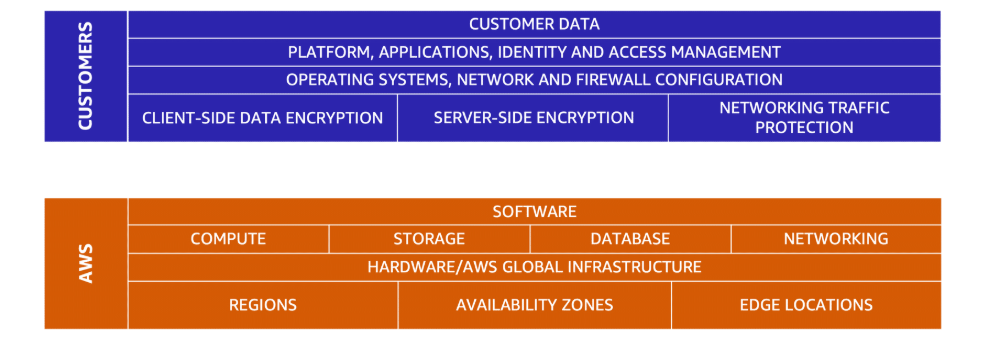 CUSTOMERS
CUSTOMER DATA
PLATFORM, APPLICATIONS, IDENTITY AND ACCESS MANAGEMENT
OPERATING SYSTEMS, NETWORK AND FIREWALL CONFIGURATION
CLIENT-SIDE DATA ENCRYPTION
SERVER-SIDE ENCRYPTION
NETWORKING TRAFFIC
PROTECTION
AWS
SOFTWARE
COMPUTE
STORAGE
DATABASE
NETWORKING
HARDWARE/AWS GLOBAL INFRASTRUCTURE
REGIONS
AVAILABILITY ZONES
EDGE LOCATIONS